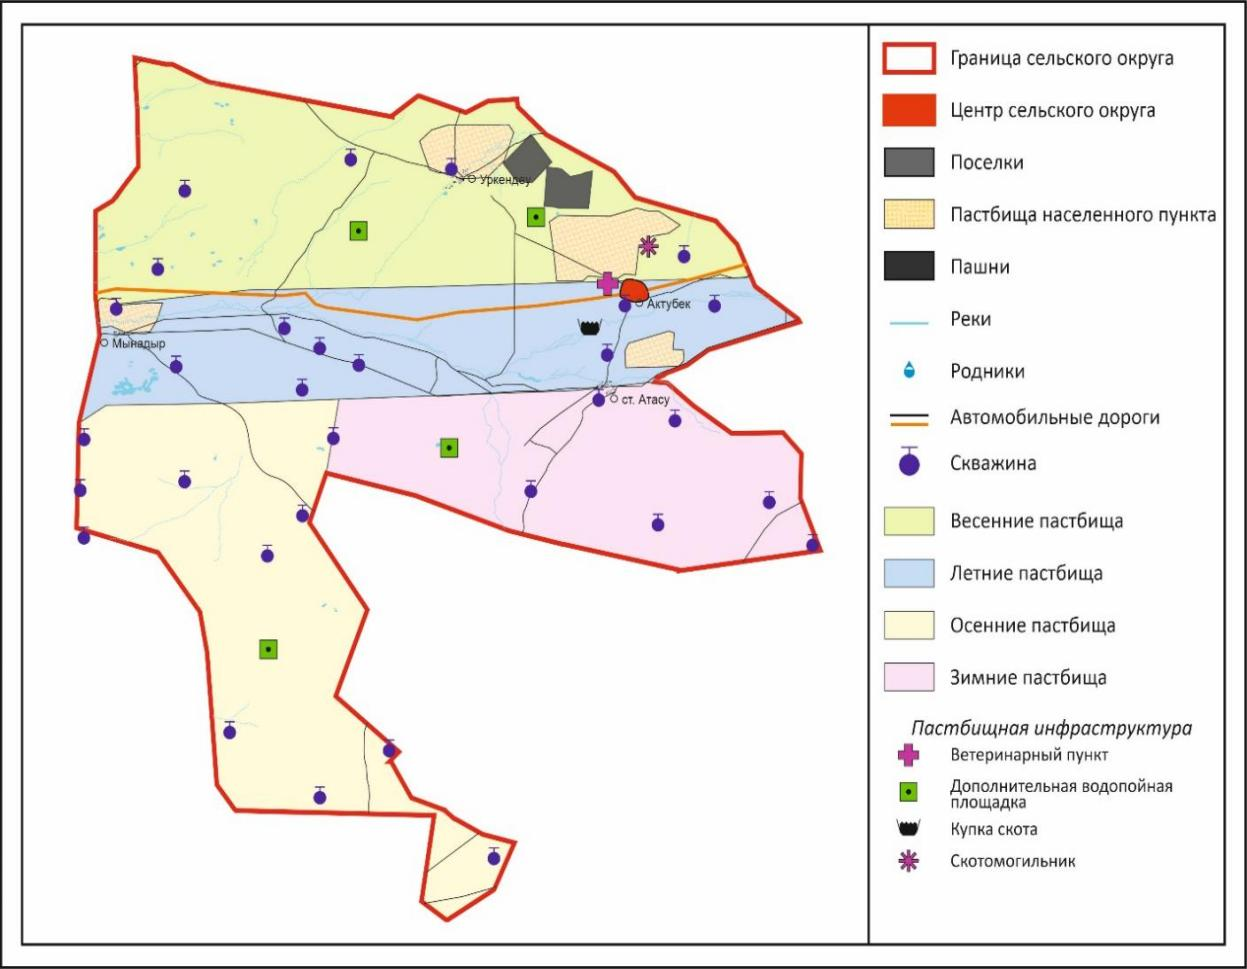 Уркендеу
Актубек
Мынадыр
ст. Атасу
Граница сельского округа
Центр сельского округа
Поселки
Пастбища населенного пункта
Пашни
Реки
Родники
Автомобильные дороги
Скважина
Весенние пастбища
Летние пастбища
Осенние пастбища
Зимние пастбища
Пастбищная инфраструктура
Ветеринарный пункт
Дополнительная водопойная
площадка
Купка скота
Скотомогильник